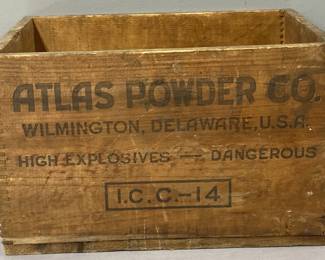 ATLAS POWDER CO.
WILMINGTON, DELAWARE, U.S.A.
HIGH EXPLOSIVES — DANGEROUS
I.C.C.-14